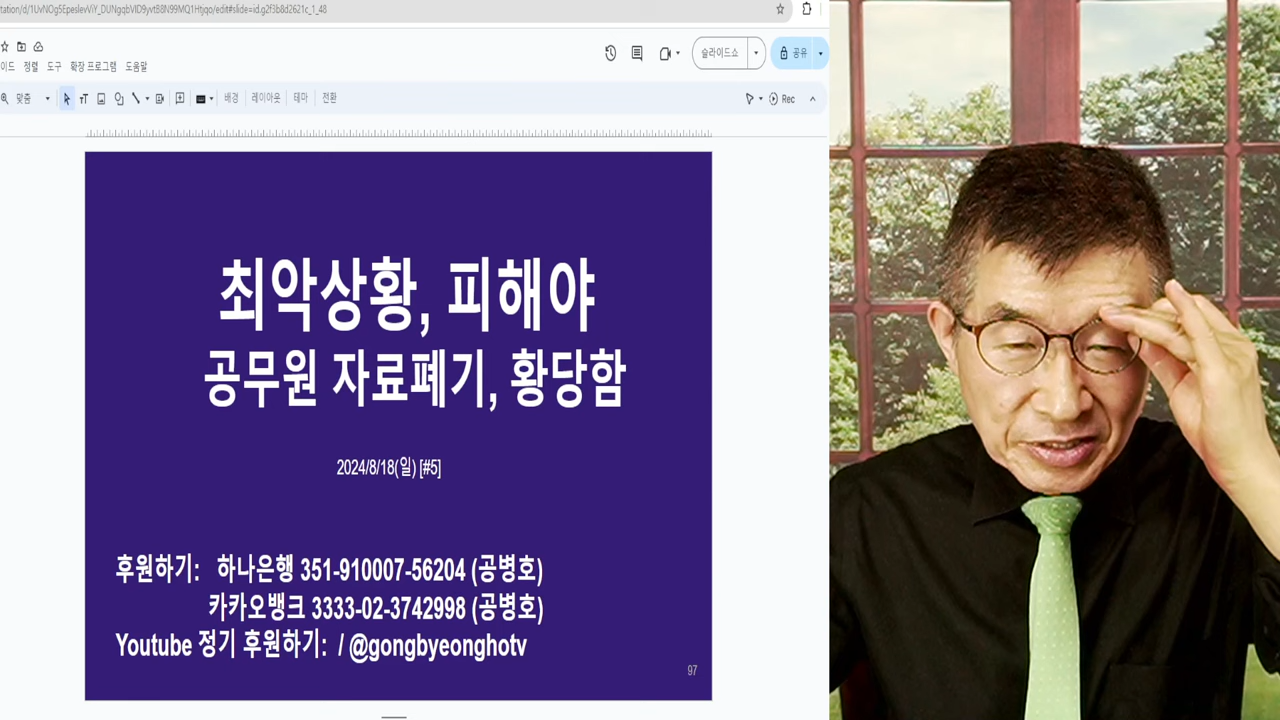 tation/d/1UvNOg5EpeslevViY_DUNgqbVID9yvtB8N99MQ1Htjqo/edit#slide=id.g2f3b8d2621c_1_48
슬라이드쇼
공유
이드 정렬 도구 확장 프로그램 도움말
맞춤 배경 레이아웃 테마 전환 Rec
최악상황, 피해야
공무원 자료폐기, 황당함
2024/8/18(일) [#5]
후원하기: 하나은행 351-910007-56204 (공병호)
카카오뱅크 3333-02-3742998 (공병호)
Youtube 정기 후원하기: / @gongbyeonghotv
97